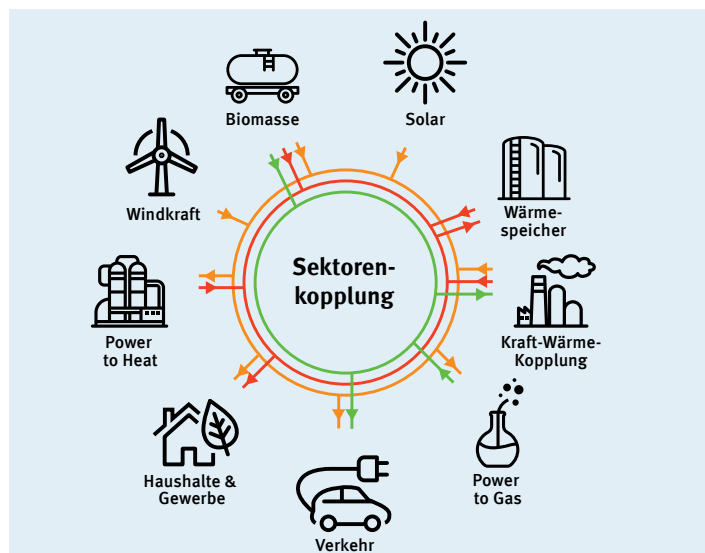 Biomasse
Solar
Windkraft
Wärme-
speicher
Sektoren-
kopplung
Power
to Heat
Kraft-Wärme-
Kopplung
Haushalte &
Gewerbe
Power
to Gas
Verkehr